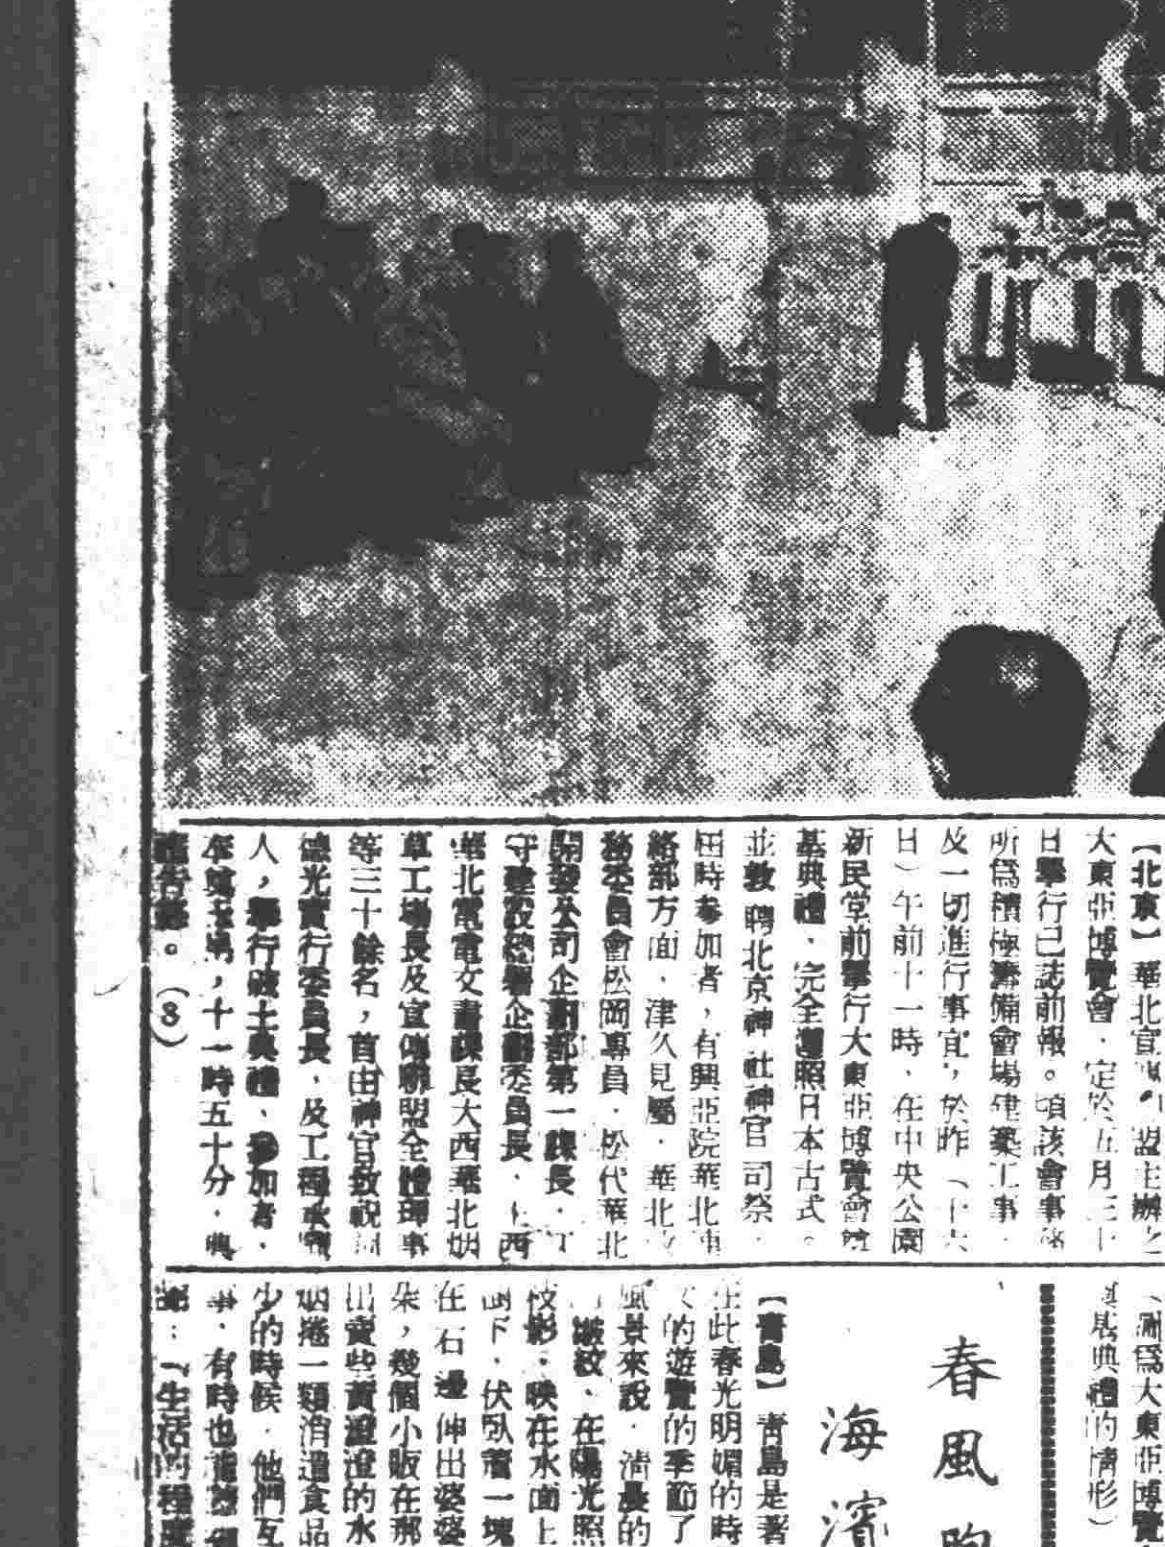 【北京】華北宣傳聯盟主辦之
大東亞博覽會、定於五月三十
日舉行已誌前報。頃該會事務
所爲積極籌備會場建築工事、
及一切進行事宜，於昨（十六
日）午前十一時、在中央公園
新民堂前舉行大東亞博覽會
基典禮、完全遵照日本古式。
並敦聘北京神社神官司祭、
屆時參加者，有興亞院華北連
絡部方面、津久見屬、華北政
務委員會松岡專員、松代華北
開發公司企劃部第一課長、
守建設總署企劃委員長、上西
華北電電文書課長大西華北烟
草工場長及宣傳聯盟全體理事
等三十餘名，首由神官致祝詞
德光實行委員長、及工程承辦
人，舉行破土典禮、參加者、
十一時五十分、典
禮告終。（8）
（圖爲大東亞博覽
基典禮的情形）
春風
海濱
【青島】青島是著
在此春光明媚的時
的遊覽的季節了
風景來說、清晨的
皺紋、在陽光照
枝影、映在水面上
樹下、伏臥着一塊
在石邊伸出婆婆
朵，幾個小販在那
出賣些黃澄澄的水
烟捲一類消遣食品
少的時候、他們互
事、有時也
：「生活的